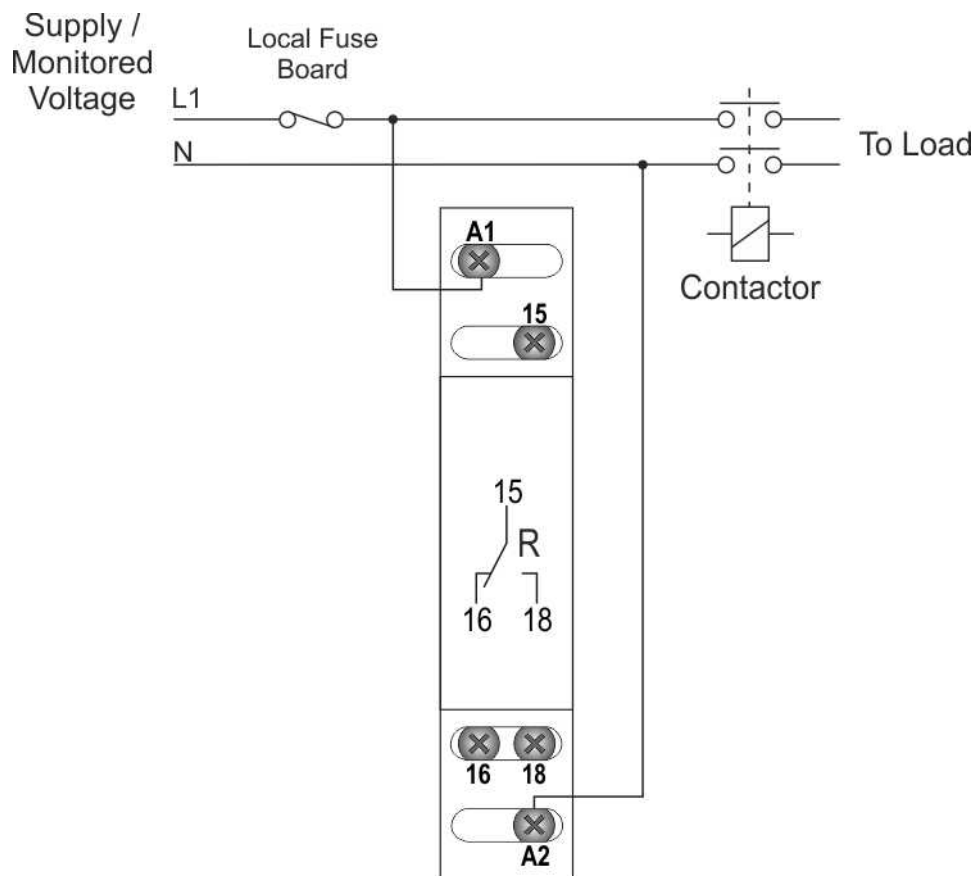 Supply /
Monitored
Voltage
Local Fuse
Board
L1
N
To Load
Contactor
A1
15
15
R
16 18
16 18
A2